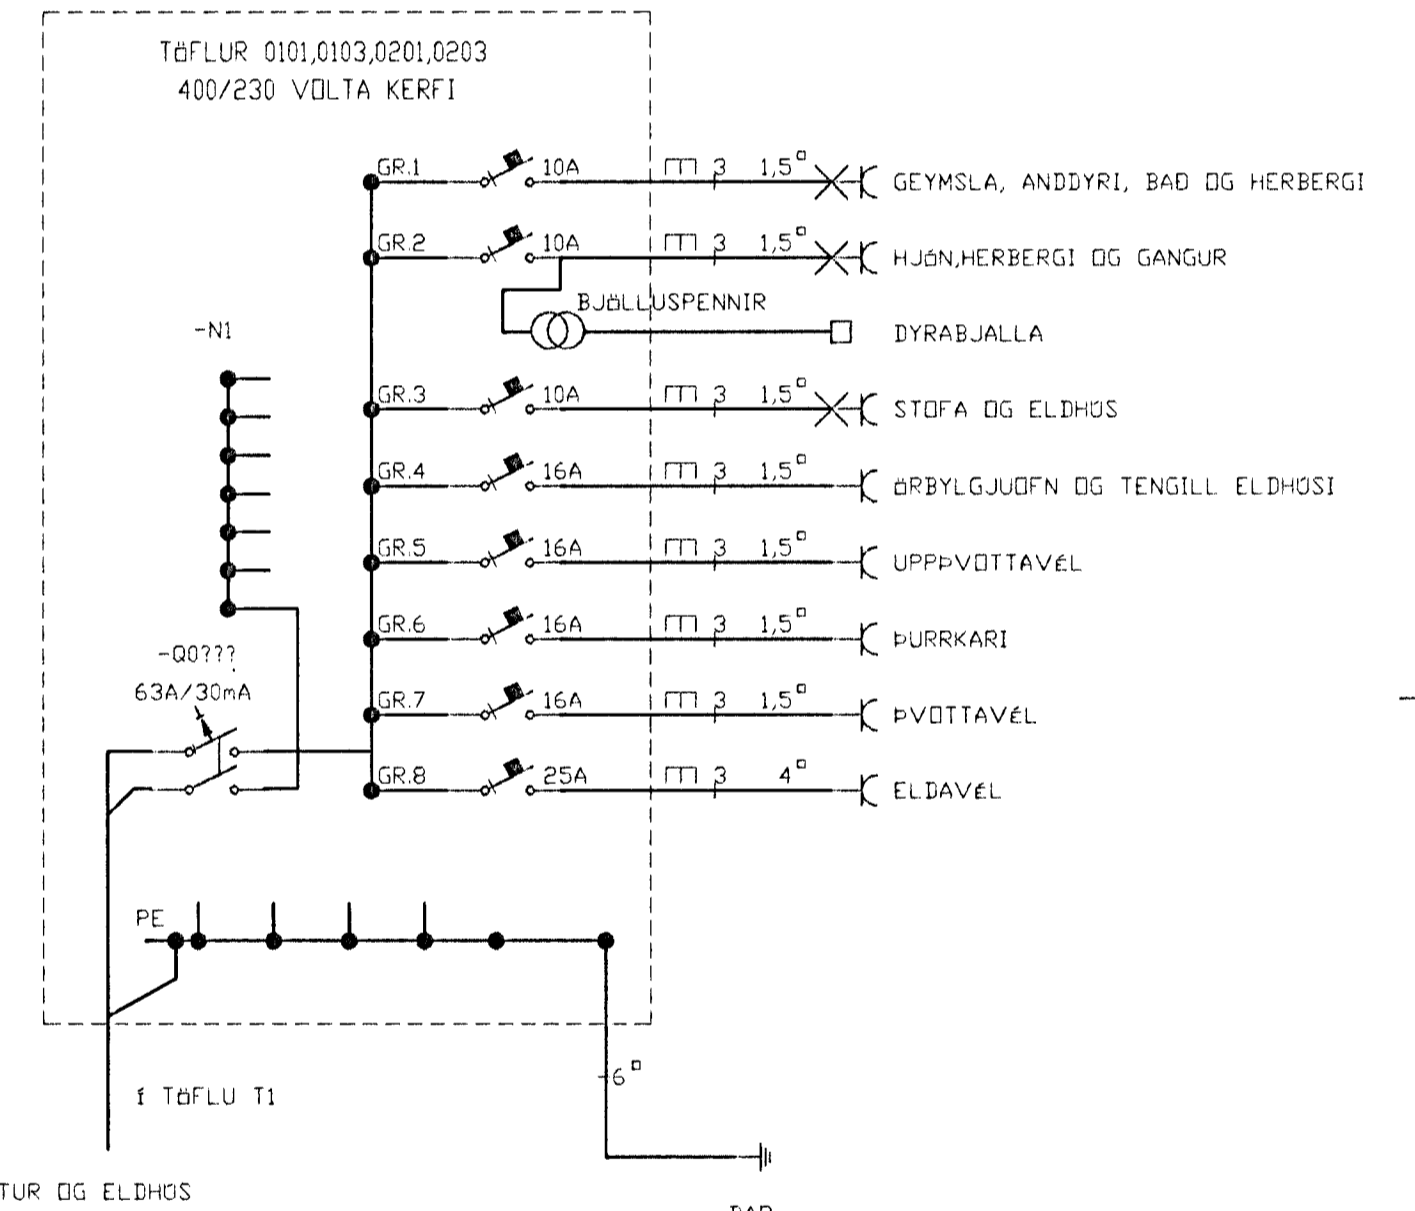 TÖFLUR 0101,0103,0201,0203
400/230 VOLTA KERFI
GR.1 10A 3 1,5□ GEYMSLA, ANDDYRI, BAÐ OG HERBERGI
GR.2 10A 3 1,5□ HJÓN,HERBERGI OG GANGUR
BJÖLLUSPENNIR
DYRABJALLA
-N1
GR.3 10A 3 1,5□ STOFA OG ELDHÚS
GR.4 16A 3 1,5□ ÖRBYLGJUOFN OG TENGILL ELDHÚSI
GR.5 16A 3 1,5□ UPPÞVOTTAVÉL
GR.6 16A 3 1,5□ ÞURRKARI
-Q0???
63A/30mA
GR.7 16A 3 1,5□ ÞVOTTAVÉL
GR.8 25A 3 4□ ELDAVÉL
PE
6□
Í TÖFLU T1
TUR OG ELDHÚS